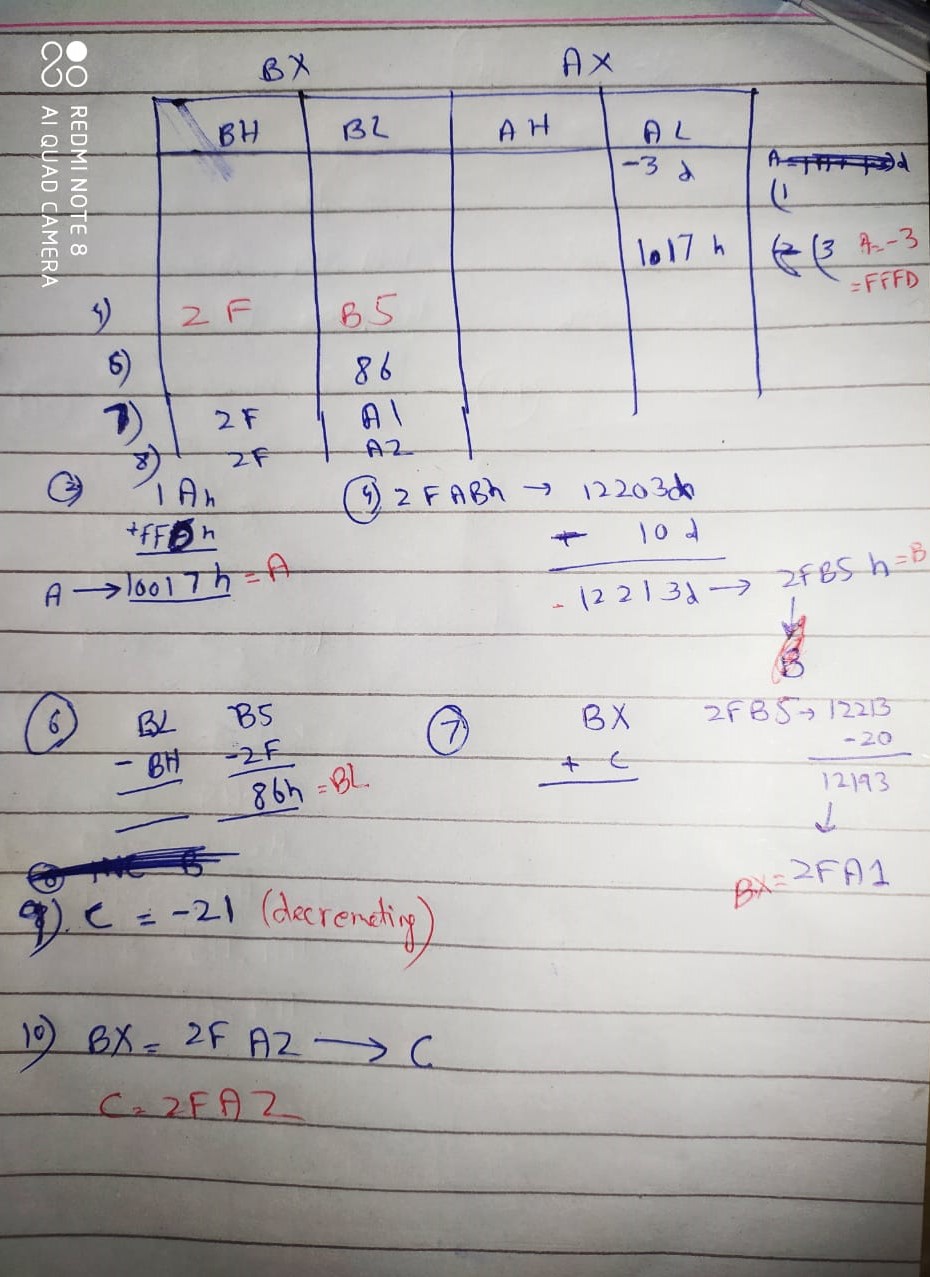 BX AX
BH BL AH AL
-3 d
(1
1017 h (2 (3 A=-3
=FFFD
4) 2F B5
6) 86
7) 2F A1
8) 2F A2
③ 1Ah
+FFDh
A → 10017h = A
④ 2FABh → 12203d
+ 10 d
12213d → 2FB5 h = B
B
⑥ BL B5
- BH -2F
86h = BL
⑦ BX
+ C
2FB5 → 12213
-20
12193
BX = 2FA1
9). C = -21 (decremeting)
10) BX = 2F A2 → C
C = 2FA2
REDMI NOTE 8
AI QUAD CAMERA